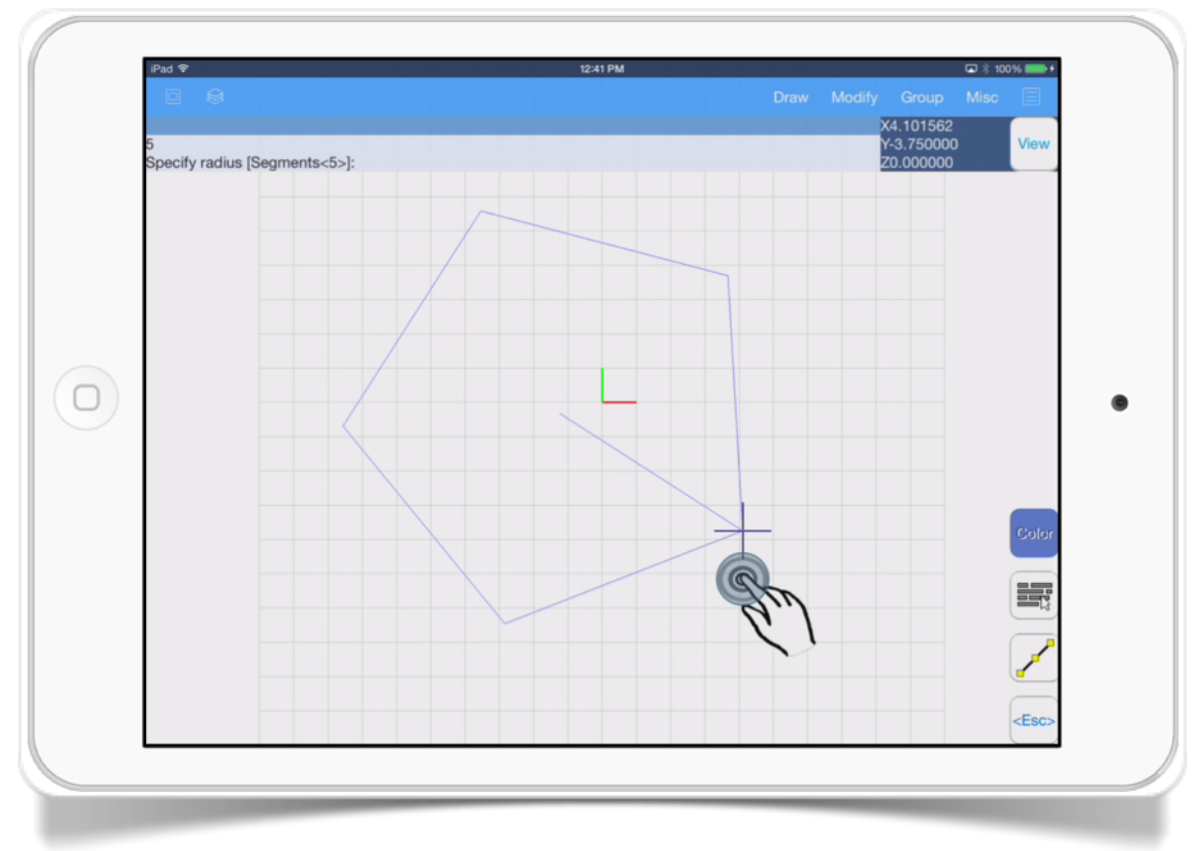 iPad 12:41 PM 100%
Draw Modify Group Misc
X4.101562
5
Y-3.750000
View
Specify radius [Segments<5>]:
Z0.000000
Color
<Esc>